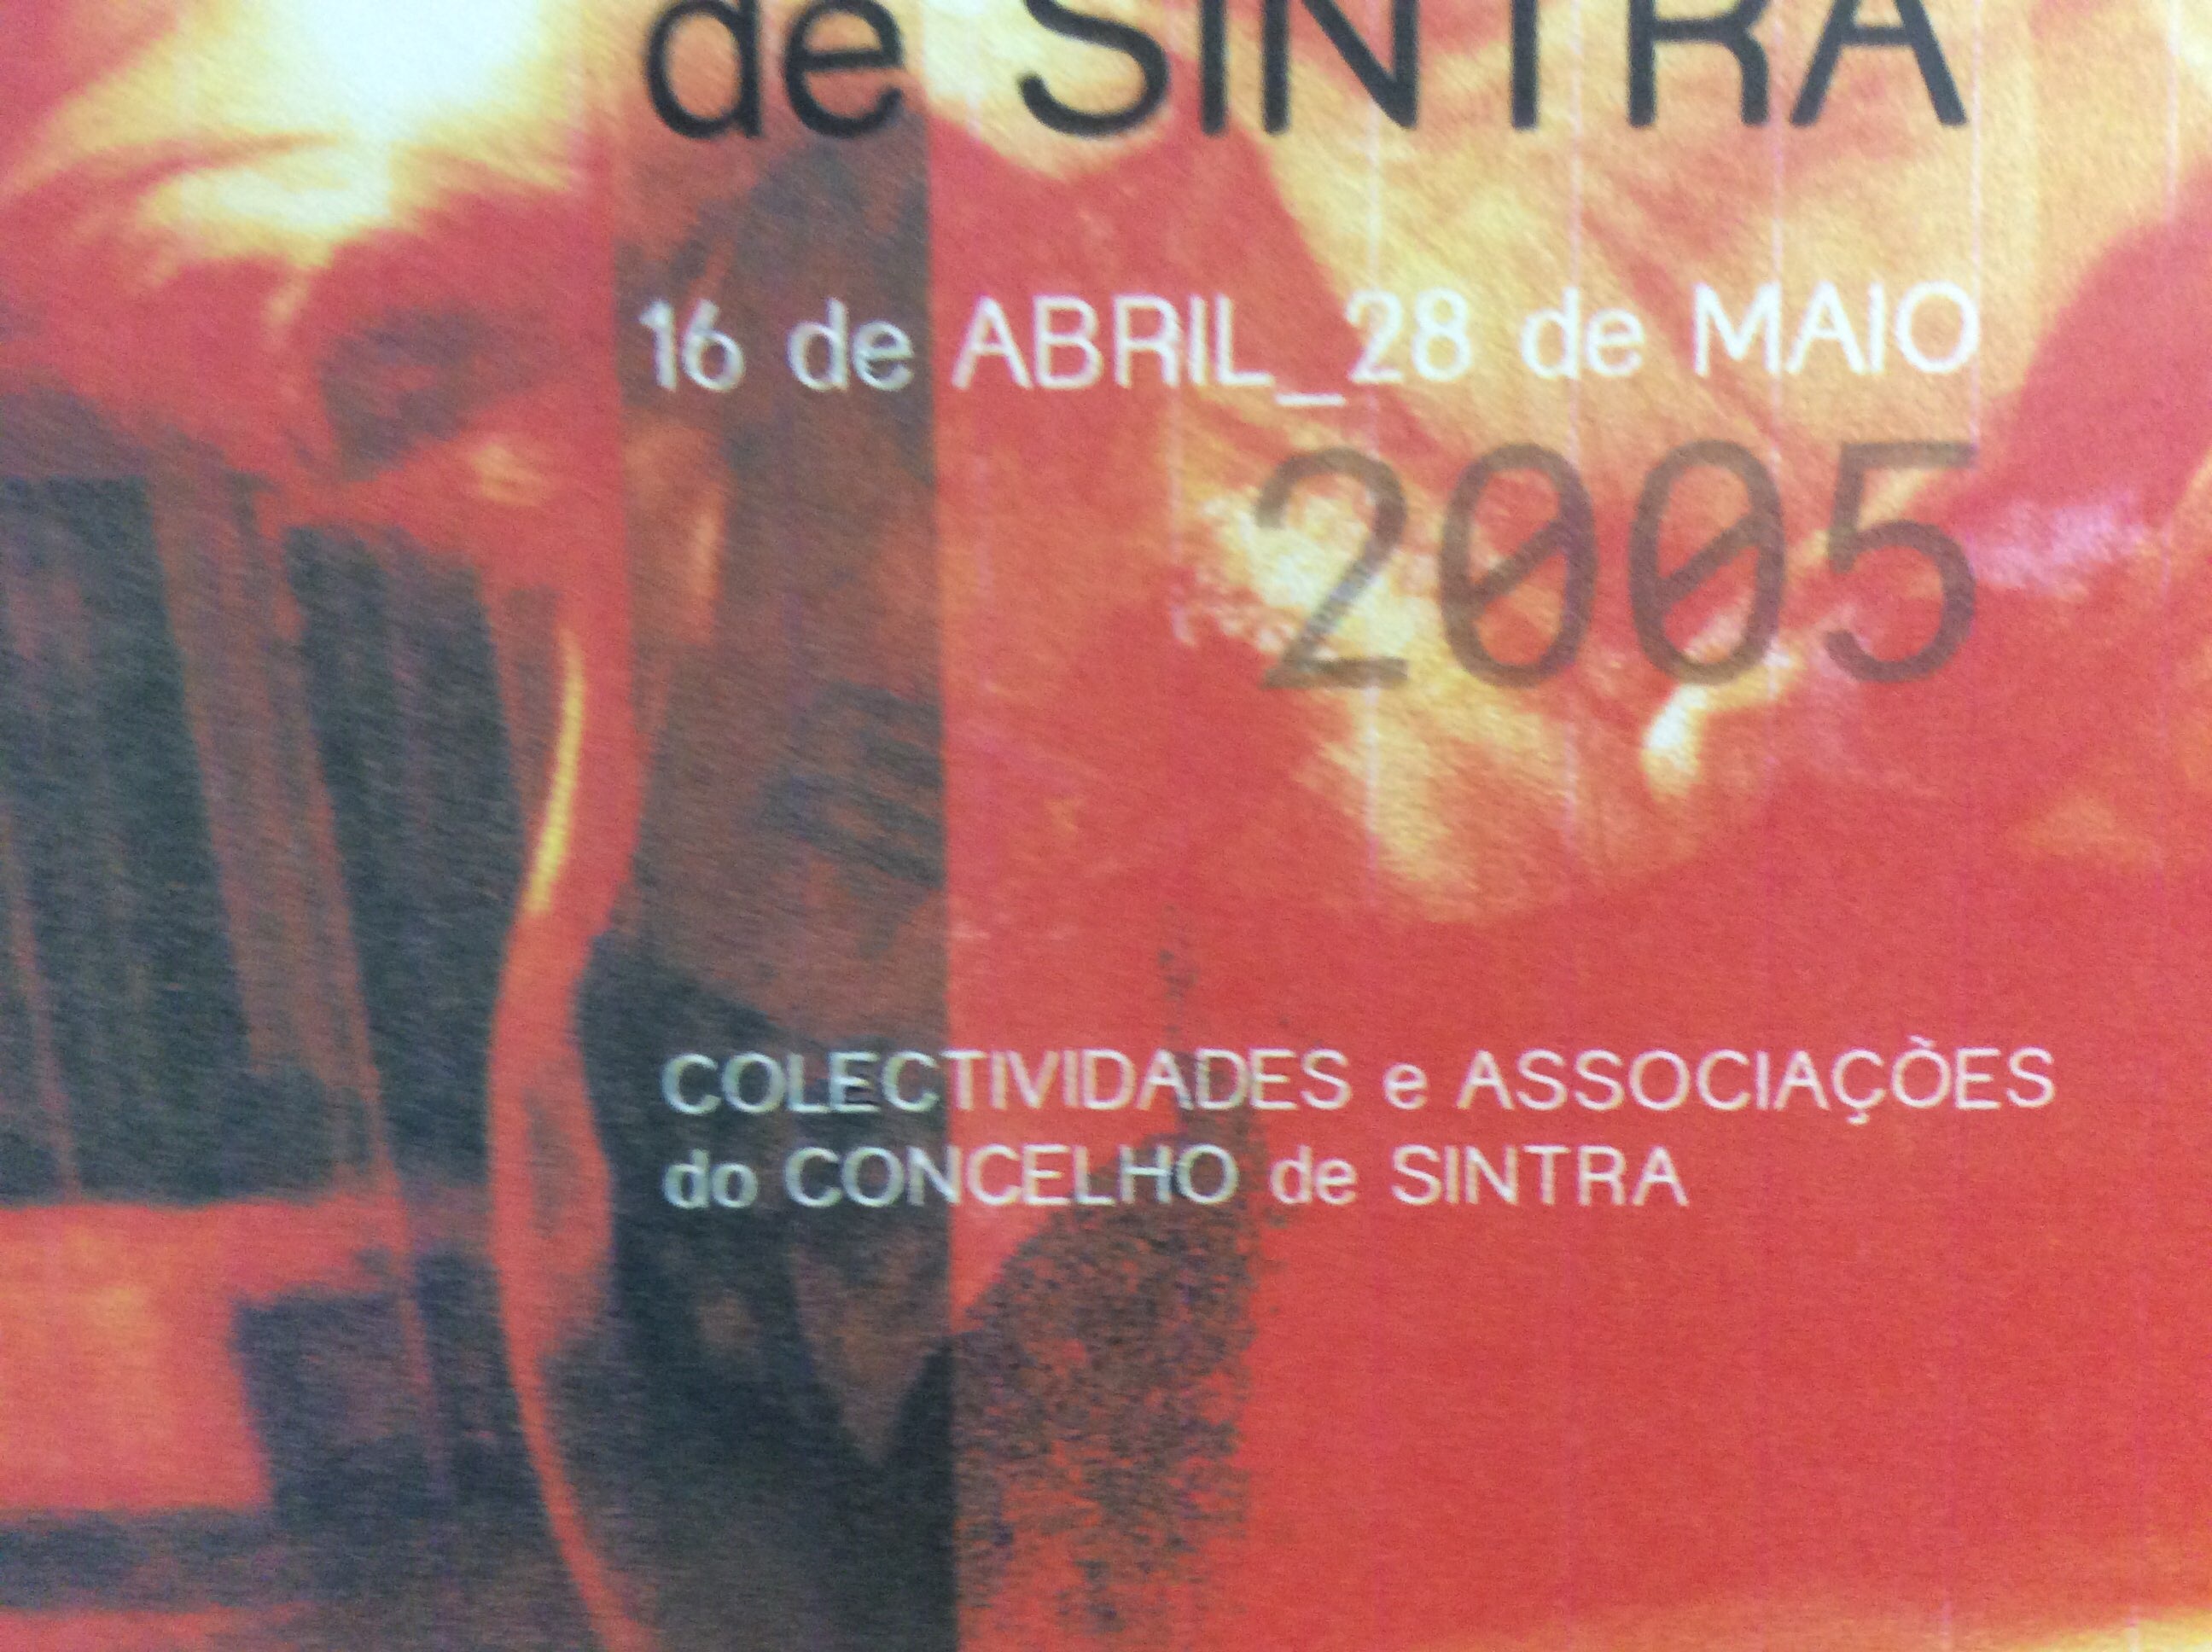 de SINTRA
16 de ABRIL_28 de MAIO
2005
COLECTIVIDADES e ASSOCIAÇÕES
do CONCELHO de SINTRA